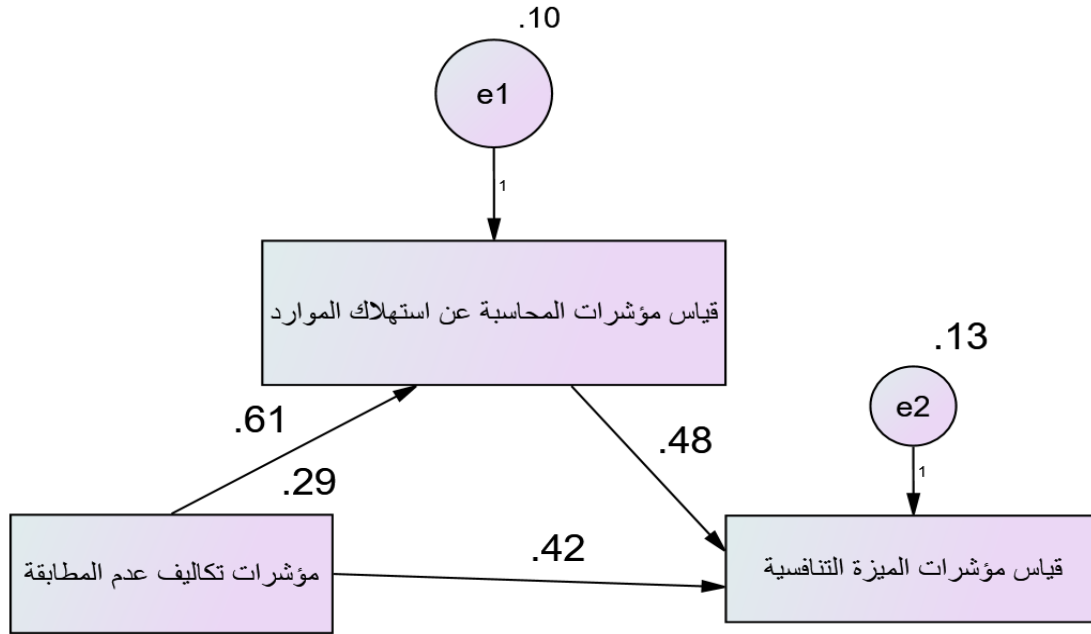 .10
e1
1
قياس مؤشرات المحاسبة عن استهلاك الموارد
.13
e2
1
.61
.48
.29
.42
مؤشرات تكاليف عدم المطابقة
قياس مؤشرات الميزة التنافسية